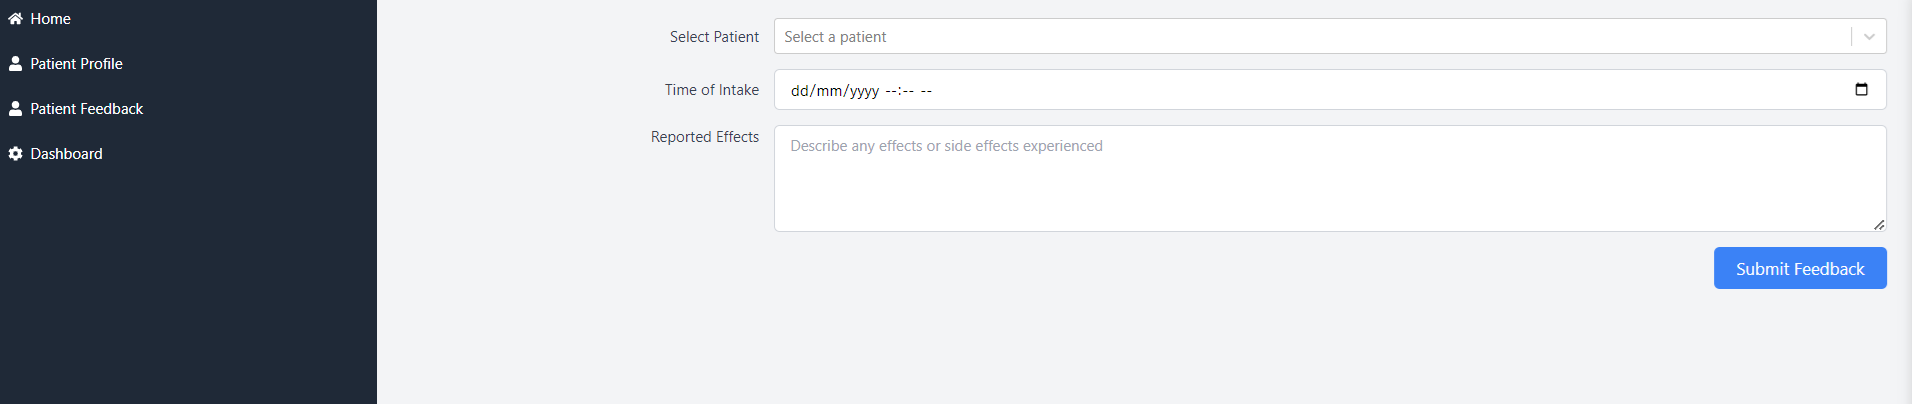 Home
Patient Profile
Patient Feedback
Dashboard
Select Patient
Select a patient
Time of Intake
dd/mm/yyyy --:-- --
Reported Effects
Describe any effects or side effects experienced
Submit Feedback